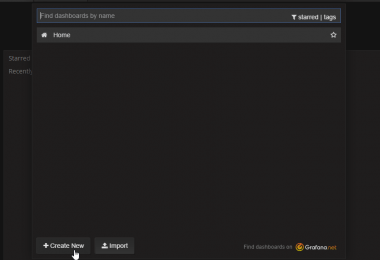 Find dashboards by name
starred | tags
Home
Starred
Recently
Create New
Import
Find dashboards on Grafana.net